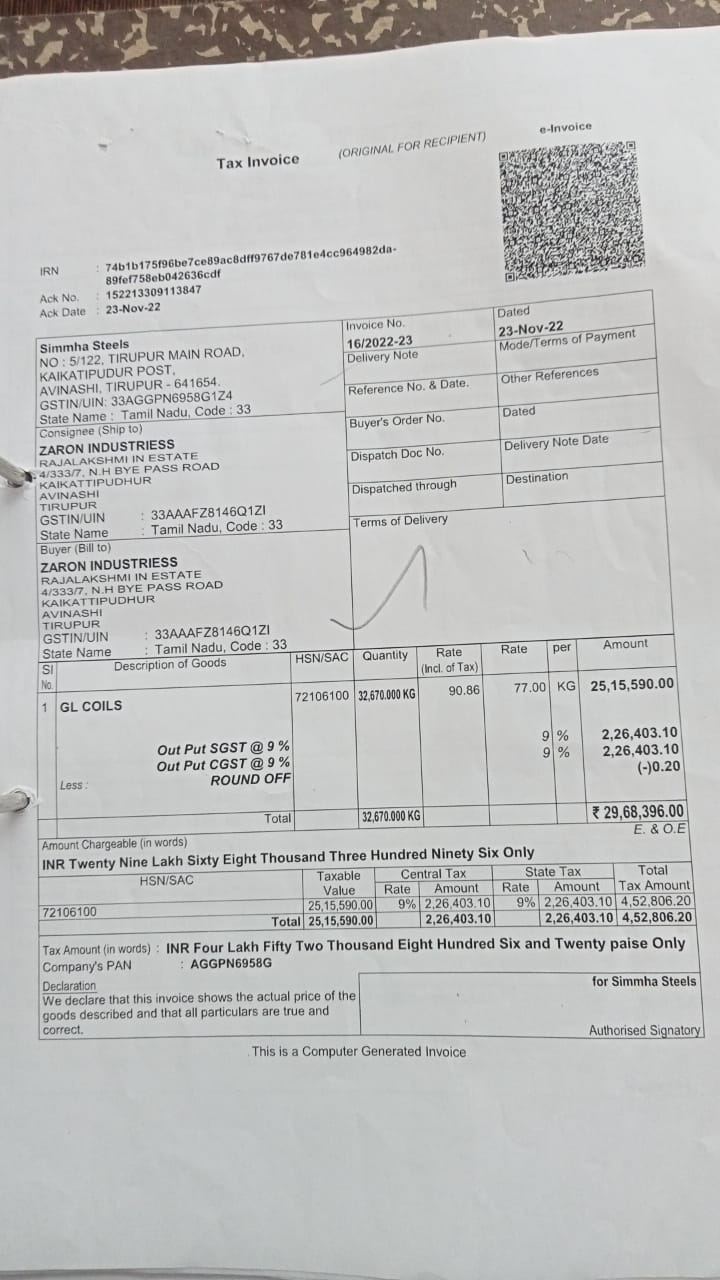 Tax Invoice
(ORIGINAL FOR RECIPIENT)
e-Invoice
IRN : 74b1b175f96be7ce89ac8dff9767de781e4cc964982da-
89fef758eb042636cdf
Ack No. : 152213309113847
Ack Date : 23-Nov-22
Simmha Steels
NO : 5/122, TIRUPUR MAIN ROAD,
KAIKATIPUDUR POST,
AVINASHI, TIRUPUR - 641654.
GSTIN/UIN: 33AGGPN6958G1Z4
State Name : Tamil Nadu, Code : 33
Invoice No.
16/2022-23
Dated
23-Nov-22
Delivery Note
Mode/Terms of Payment
Reference No. & Date.
Other References
Buyer's Order No.
Dated
Dispatch Doc No.
Delivery Note Date
Dispatched through
Destination
Terms of Delivery
Consignee (Ship to)
ZARON INDUSTRIESS
RAJALAKSHMI IN ESTATE
4/333/7, N.H BYE PASS ROAD
KAIKATTIPUDHUR
AVINASHI
TIRUPUR
GSTIN/UIN : 33AAAFZ8146Q1ZI
State Name : Tamil Nadu, Code : 33
Buyer (Bill to)
ZARON INDUSTRIESS
RAJALAKSHMI IN ESTATE
4/333/7, N.H BYE PASS ROAD
KAIKATTIPUDHUR
AVINASHI
TIRUPUR
GSTIN/UIN : 33AAAFZ8146Q1ZI
State Name : Tamil Nadu, Code : 33
Sl No. Description of Goods HSN/SAC Quantity Rate (Incl. of Tax) Rate per Amount
1 GL COILS 72106100 32,670.000 KG 90.86 77.00 KG 25,15,590.00
Out Put SGST @ 9 % 9 % 2,26,403.10
Out Put CGST @ 9 % 9 % 2,26,403.10
Less : ROUND OFF (-)0.20
Total 32,670.000 KG ₹ 29,68,396.00
Amount Chargeable (in words) E. & O.E
INR Twenty Nine Lakh Sixty Eight Thousand Three Hundred Ninety Six Only
HSN/SAC Taxable Central Tax State Tax Total
Value Rate Amount Rate Amount Tax Amount
72106100 25,15,590.00 9% 2,26,403.10 9% 2,26,403.10 4,52,806.20
Total 25,15,590.00 2,26,403.10 2,26,403.10 4,52,806.20
Tax Amount (in words) : INR Four Lakh Fifty Two Thousand Eight Hundred Six and Twenty paise Only
Company's PAN : AGGPN6958G
Declaration
We declare that this invoice shows the actual price of the
goods described and that all particulars are true and
correct.
for Simmha Steels
Authorised Signatory
This is a Computer Generated Invoice